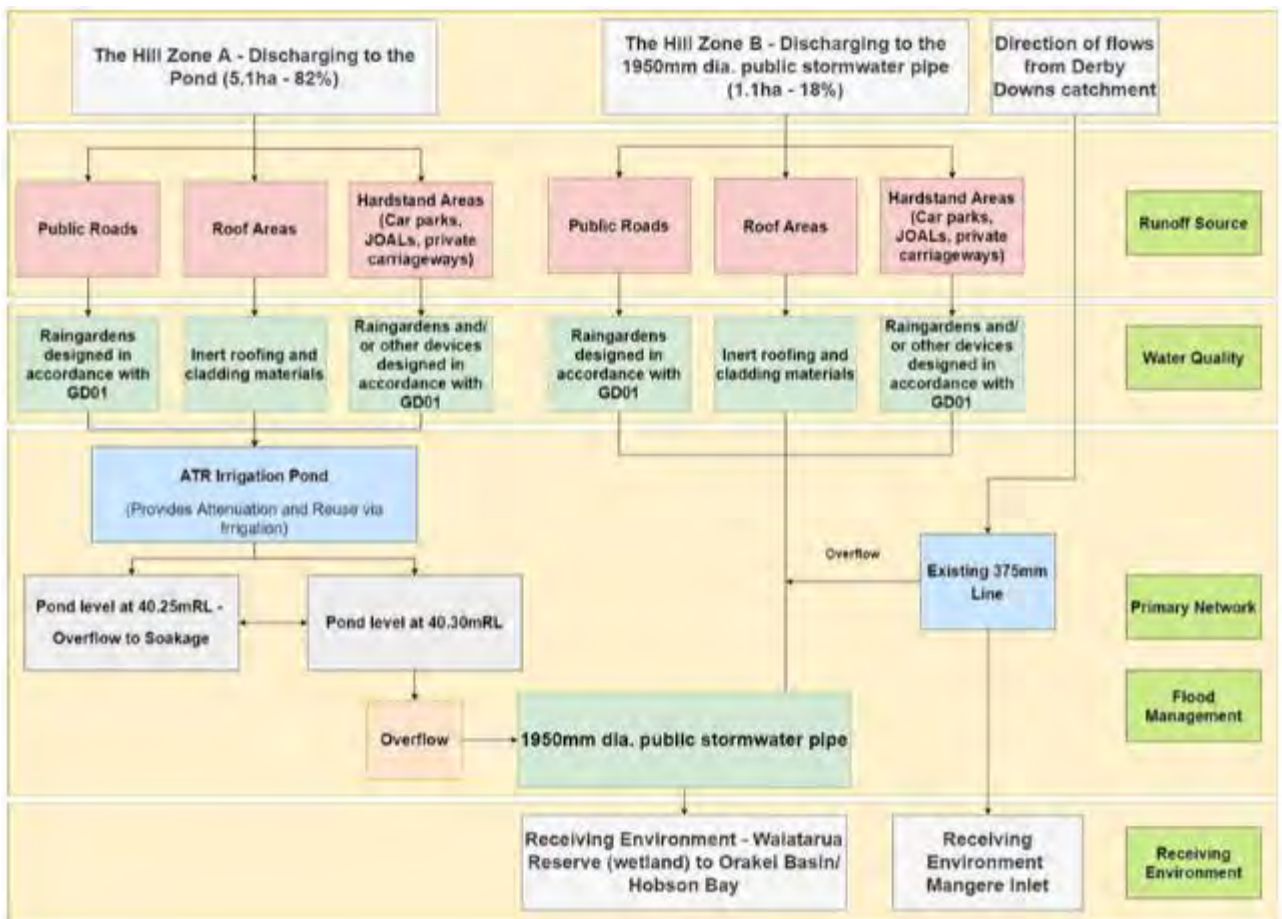 The Hill Zone A - Discharging to the
Pond (5.1ha - 82%)
The Hill Zone B - Discharging to the
1950mm dia. public stormwater pipe
(1.1ha - 18%)
Direction of flows
from Derby
Downs catchment
Public Roads
Roof Areas
Hardstand Areas
(Car parks,
JOALs, private
carriageways)
Public Roads
Roof Areas
Hardstand Areas
(Car parks,
JOALs, private
carriageways)
Runoff Source
Raingardens
designed in
accordance with
GD01
Inert roofing and
cladding materials
Raingardens and/
or other devices
designed in
accordance with
GD01
Raingardens
designed in
accordance with
GD01
Inert roofing and
cladding materials
Raingardens and/
or other devices
designed in
accordance with
GD01
Water Quality
ATR Irrigation Pond
(Provides Attenuation and Reuse via
Irrigation)
Pond level at 40.25mRL -
Overflow to Soakage
Pond level at 40.30mRL
Overflow
Existing 375mm
Line
Primary Network
Flood
Management
Overflow
1950mm dia. public stormwater pipe
Receiving Environment - Waiatarua
Reserve (wetland) to Orakei Basin/
Hobson Bay
Receiving
Environment
Mangere Inlet
Receiving
Environment